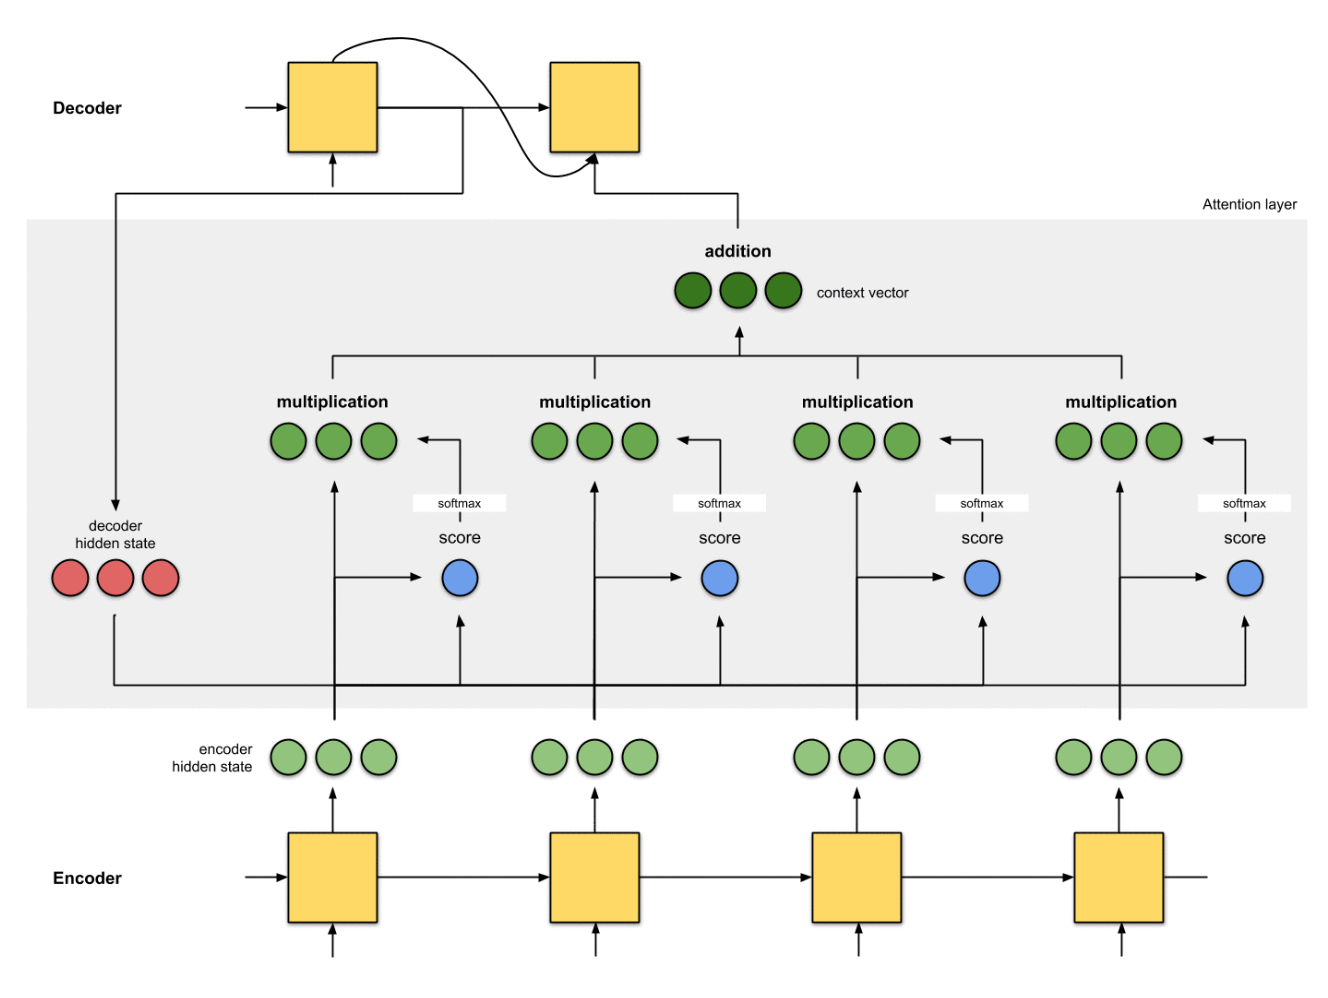 Decoder
Attention layer
addition
context vector
multiplication
multiplication
multiplication
multiplication
softmax
softmax
softmax
softmax
decoder
hidden state
score
score
score
score
encoder
hidden state
Encoder